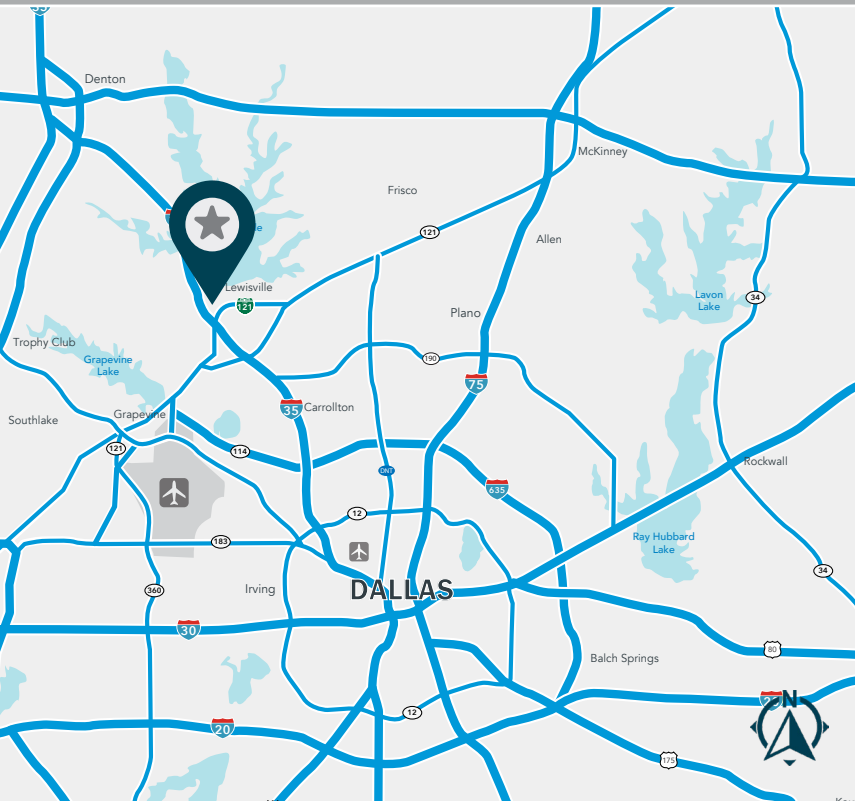 35
Denton
McKinney
Frisco
121
Allen
Lewisville
121
Lavon
Lake
34
Plano
Trophy Club
Grapevine
Lake
190
75
35
Carrollton
Grapevine
Southlake
121
114
DNT
Rockwall
635
12
183
Ray Hubbard
Lake
34
360
Irving
DALLAS
30
80
Balch Springs
12
20
N
175